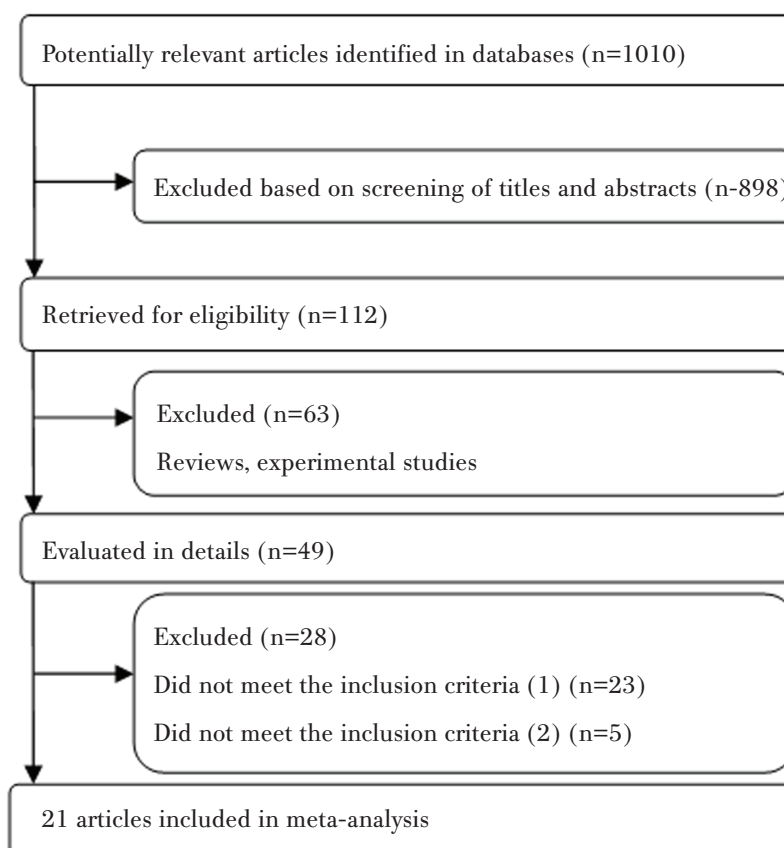 Potentially relevant articles identified in databases (n=1010)
Excluded based on screening of titles and abstracts (n-898)
Retrieved for eligibility (n=112)
Excluded (n=63)
Reviews, experimental studies
Evaluated in details (n=49)
Excluded (n=28)
Did not meet the inclusion criteria (1) (n=23)
Did not meet the inclusion criteria (2) (n=5)
21 articles included in meta-analysis